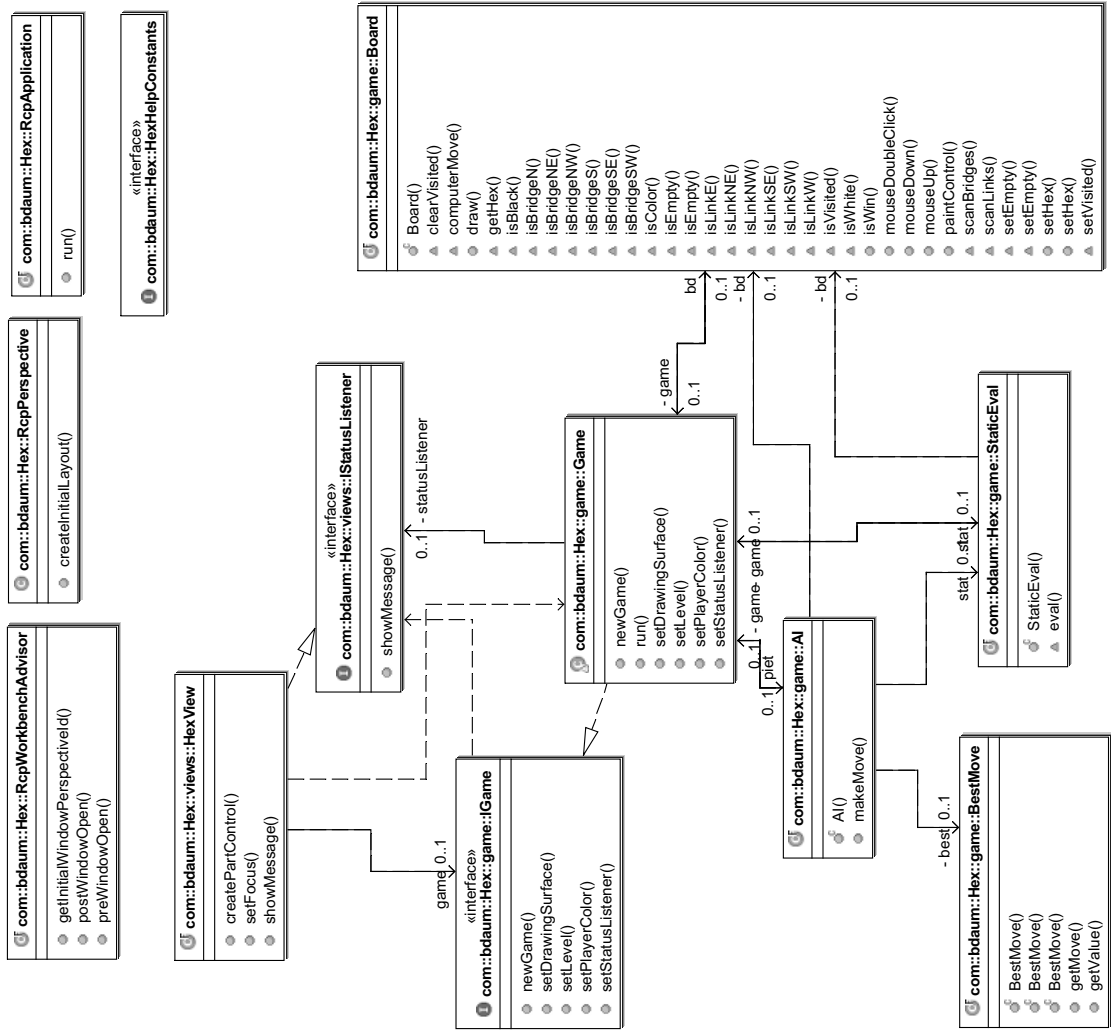 com::bdaum::Hex::RcpWorkbenchAdvisor
getInitialWindowPerspectiveId()
postWindowOpen()
preWindowOpen()
com::bdaum::Hex::RcpPerspective
createInitialLayout()
com::bdaum::Hex::RcpApplication
run()
«interface»
com::bdaum::Hex::HexHelpConstants
com::bdaum::Hex::views::HexView
createPartControl()
setFocus()
showMessage()
«interface»
com::bdaum::Hex::views::IStatusListener
showMessage()
game 0..1
0..1 - statusListener
«interface»
com::bdaum::Hex::game::IGame
newGame()
setDrawingSurface()
setLevel()
setPlayerColor()
setStatusListener()
com::bdaum::Hex::game::Game
newGame()
run()
setDrawingSurface()
setLevel()
setPlayerColor()
setStatusListener()
- game
0..1
bd
0..1
- bd
0..1
- bd
0..1
com::bdaum::Hex::game::Board
Board()
clearVisited()
computerMove()
draw()
getHex()
isBlack()
isBridgeN()
isBridgeNE()
isBridgeNW()
isBridgeS()
isBridgeSE()
isBridgeSW()
isColor()
isEmpty()
isEmpty()
isLinkE()
isLinkNE()
isLinkNW()
isLinkSE()
isLinkSW()
isLinkW()
isVisited()
isWhite()
isWin()
mouseDoubleClick()
mouseDown()
mouseUp()
paintControl()
scanBridges()
scanLinks()
setEmpty()
setEmpty()
setHex()
setHex()
setVisited()
- game
- game 0..1
0..1
0..1 piet
com::bdaum::Hex::game::AI
AI()
makeMove()
stat 0..1
stat 0..1
com::bdaum::Hex::game::StaticEval
StaticEval()
eval()
- best 0..1
com::bdaum::Hex::game::BestMove
BestMove()
BestMove()
BestMove()
getMove()
getValue()